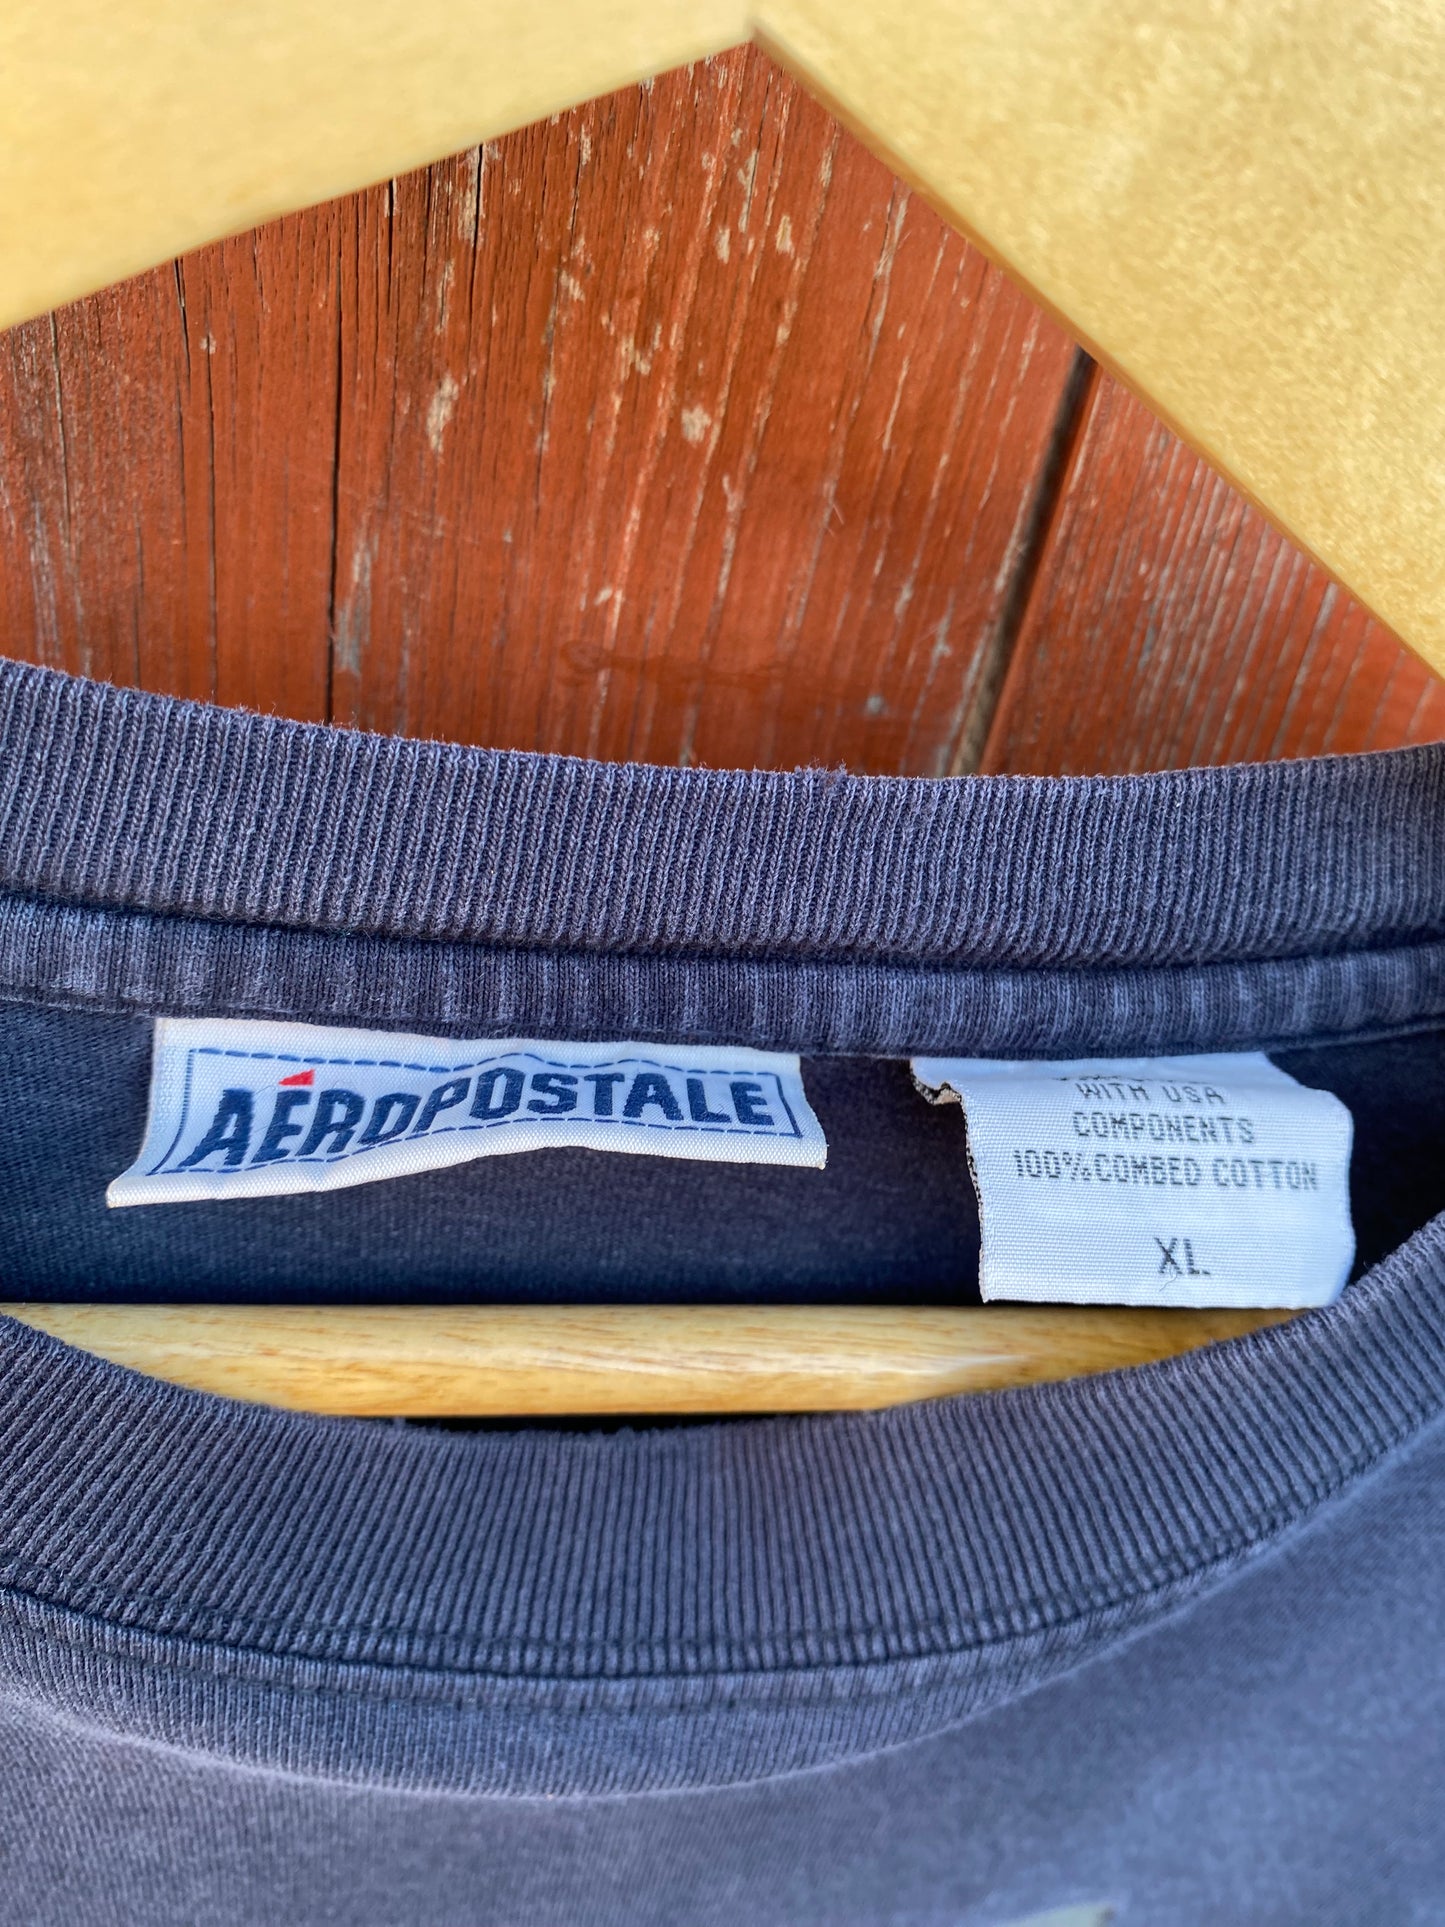 AÉROPOSTALE
WITH USA
COMPONENTS
100%COMBED COTTON
XL